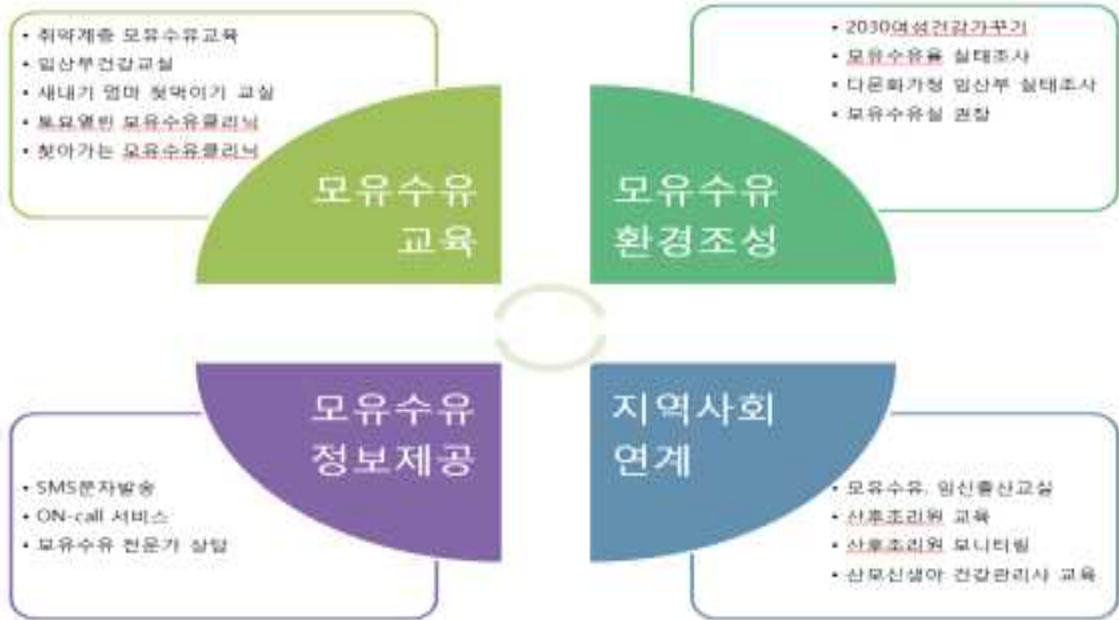 • 취약계층 모유수유교육
• 임산부건강교실
• 새내기 엄마 젖먹이기 교실
• 토요열린 모유수유클리닉
• 찾아가는 모유수유클리닉
모유수유
교육
• 2030여성건강가꾸기
• 모유수유율 실태조사
• 다문화가정 임산부 실태조사
• 모유수유실 권장
모유수유
환경조성
모유수유
정보제공
• SMS문자발송
• ON-call 서비스
• 모유수유 전문가 상담
지역사회
연계
• 모유수유, 임신출산교실
• 산후조리원 교육
• 산후조리원 모니터링
• 산모신생아 건강관리사 교육